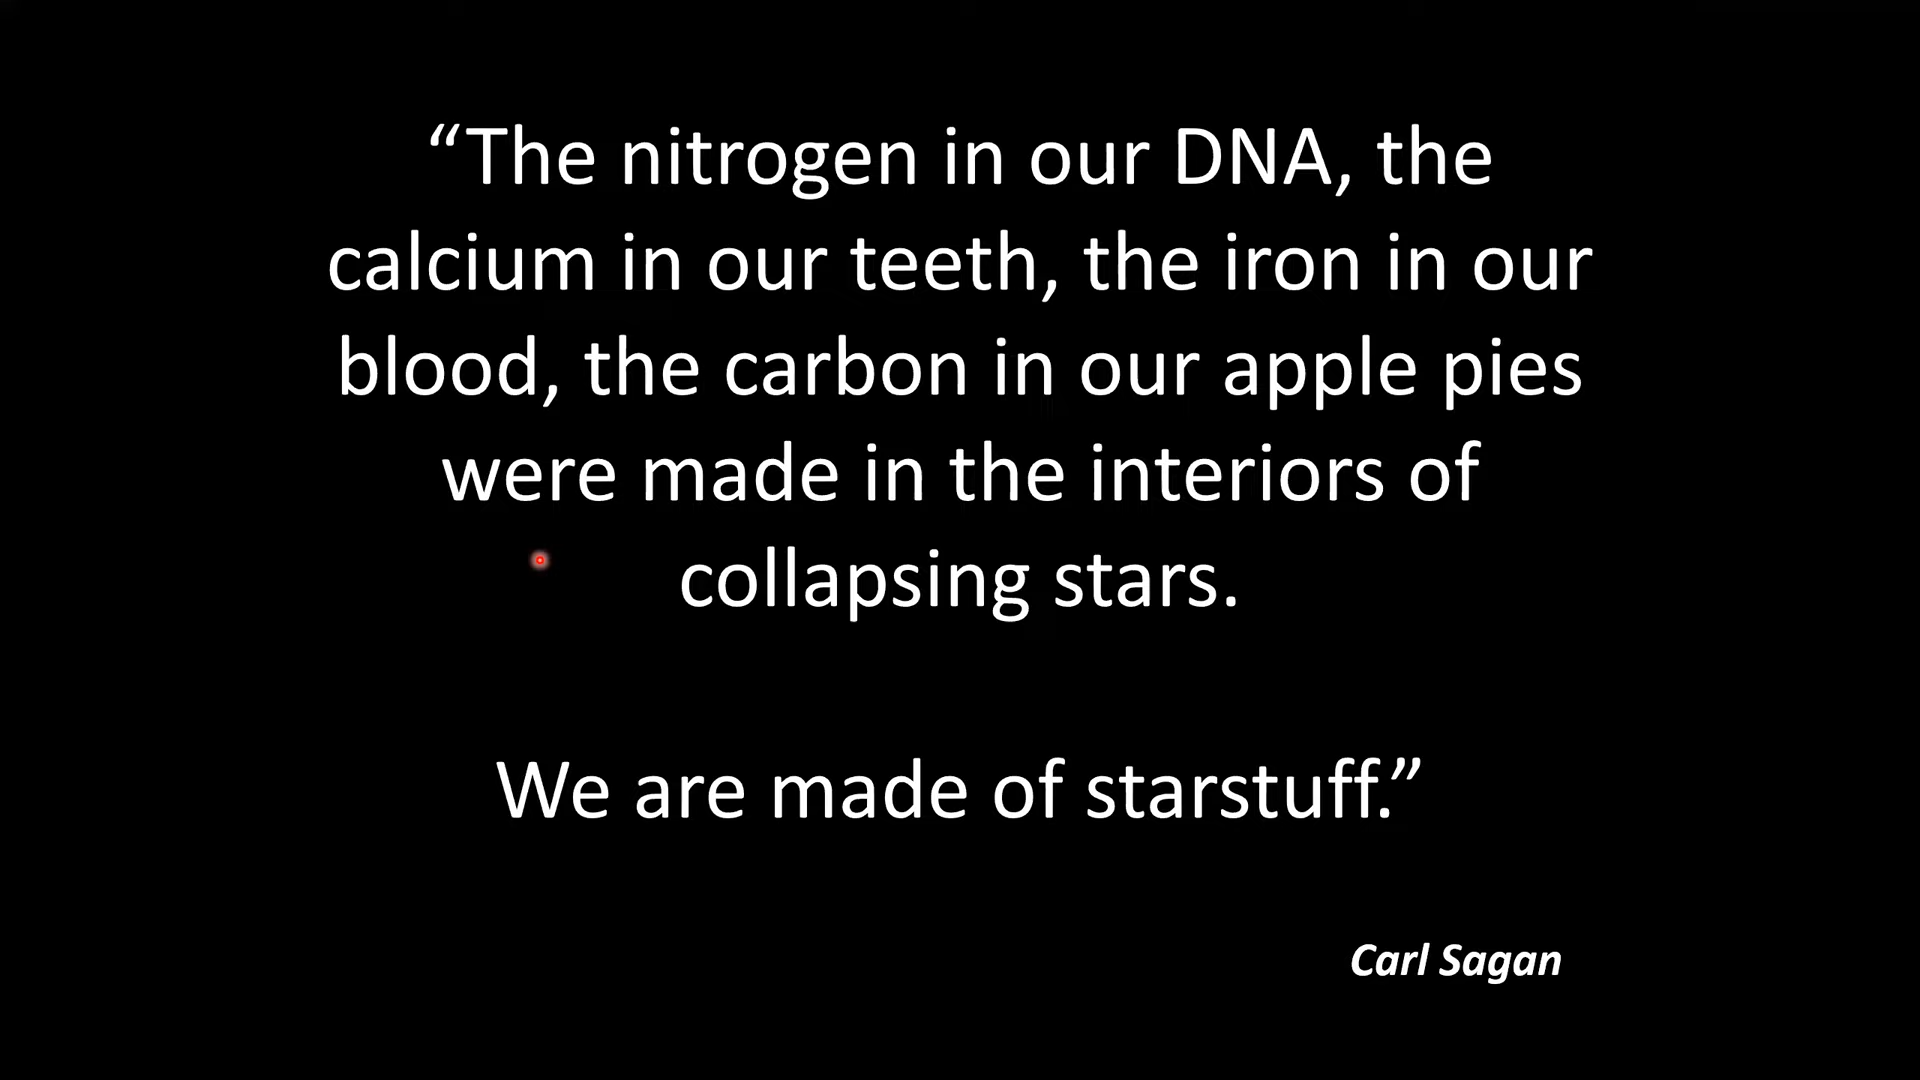 “The nitrogen in our DNA, the
calcium in our teeth, the iron in our
blood, the carbon in our apple pies
were made in the interiors of
collapsing stars.
We are made of starstuff.”
Carl Sagan